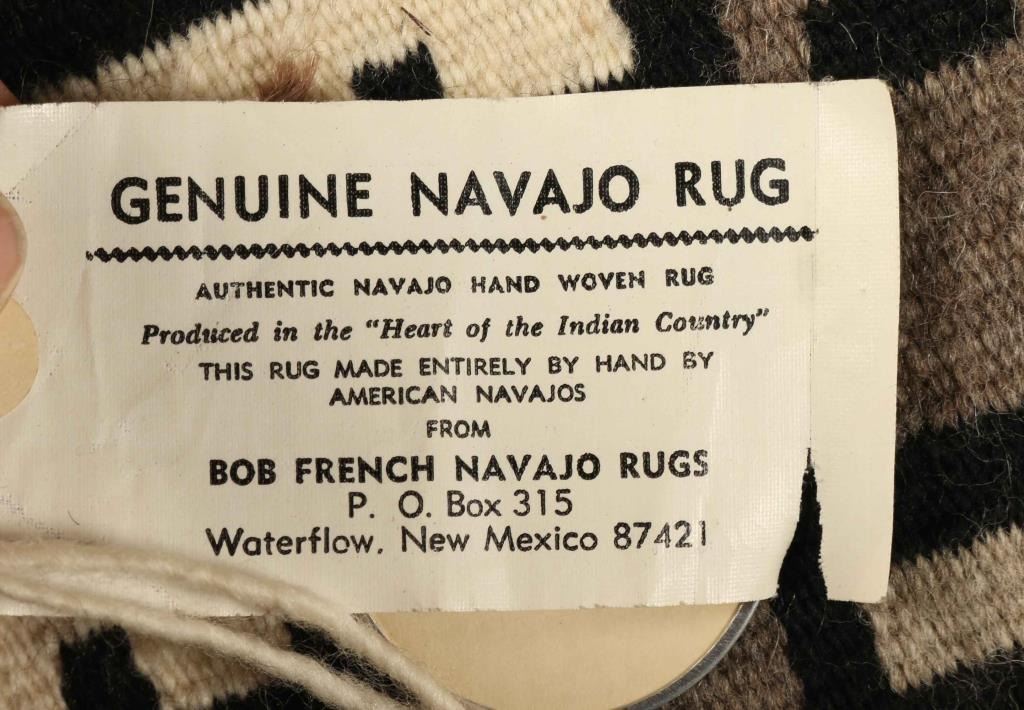 GENUINE NAVAJO RUG
AUTHENTIC NAVAJO HAND WOVEN RUG
Produced in the "Heart of the Indian Country"
THIS RUG MADE ENTIRELY BY HAND BY
AMERICAN NAVAJOS
FROM
BOB FRENCH NAVAJO RUGS
P. O. Box 315
Waterflow, New Mexico 87421